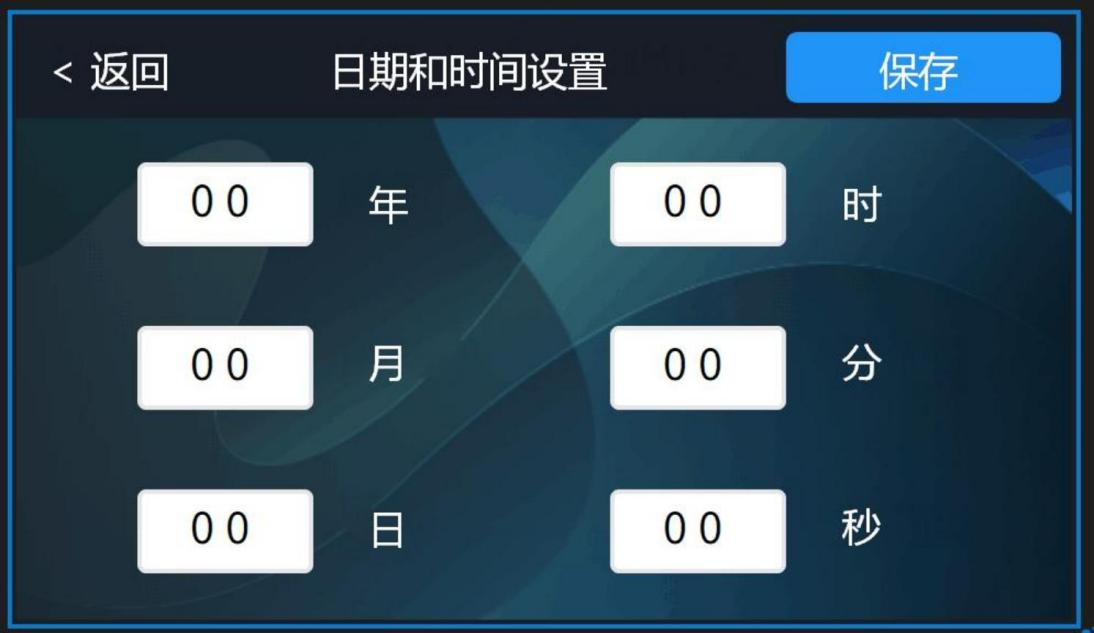 < 返回 日期和时间设置 保存
00 年 00 时
00 月 00 分
00 日 00 秒